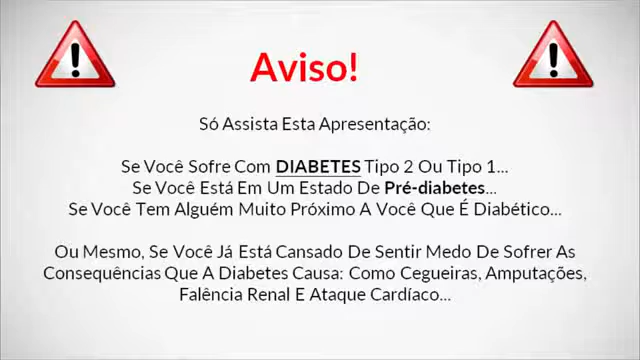 Aviso!
Só Assista Esta Apresentação:
Se Você Sofre Com DIABETES Tipo 2 Ou Tipo 1...
Se Você Está Em Um Estado De Pré-diabetes...
Se Você Tem Alguém Muito Próximo A Você Que É Diabético...
Ou Mesmo, Se Você Já Está Cansado De Sentir Medo De Sofrer As
Consequências Que A Diabetes Causa: Como Cegueiras, Amputações,
Falência Renal E Ataque Cardíaco...